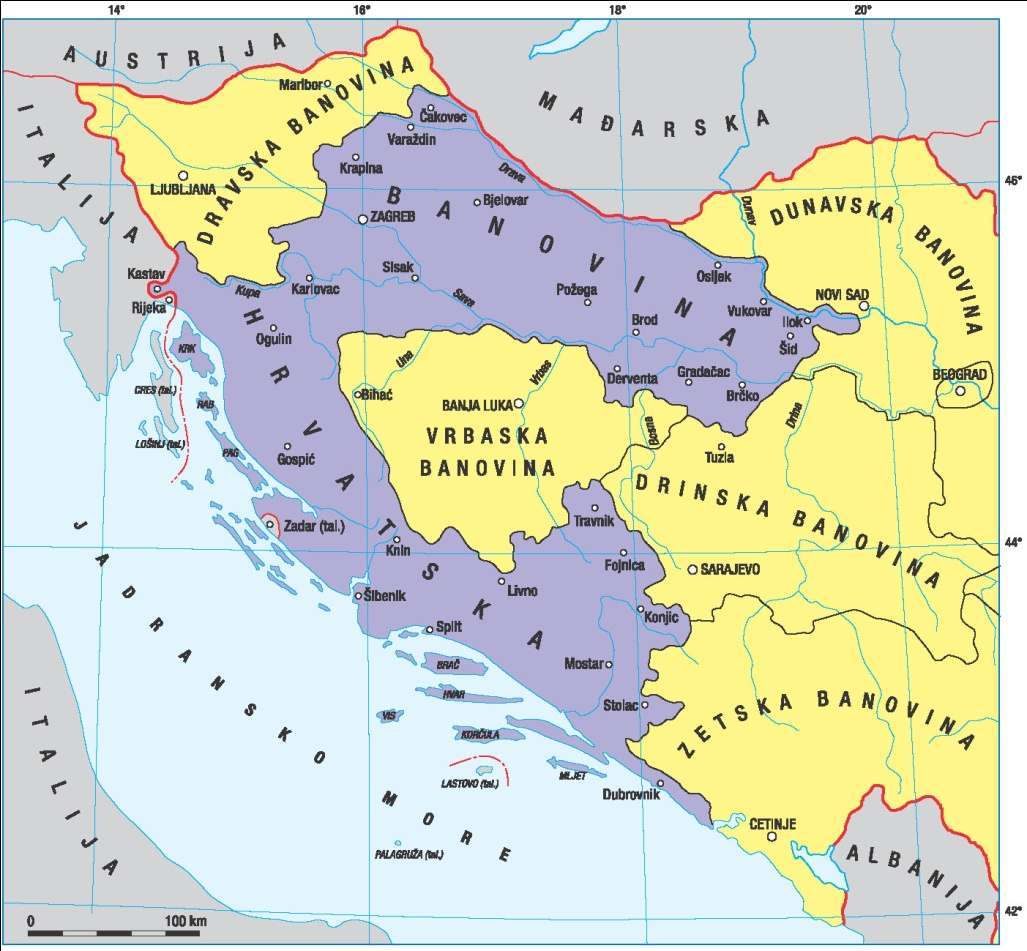 14°
16°
18°
20°
AUSTRIJA
MAĐARSKA
ITALIJA
DRAVSKA BANOVINA
Maribor
LJUBLJANA
Čakovec
Varaždin
Krapina
Drava
46°
BANOVINA
HRVATSKA
Bjelovar
ZAGREB
Dunav
DUNAVSKA BANOVINA
Kastav
Rijeka
Kupa
Karlovac
Sisak
Sava
Požega
Osijek
Vukovar
NOVI SAD
Ilok
Šid
Ogulin
Brod
KRK
CRES (tal.)
RAB
LOŠINJ (tal.)
PAG
Una
Vrbas
Bihać
BANJA LUKA
VRBASKA
BANOVINA
Derventa
Gradačac
Brčko
BEOGRAD
Drina
Bosna
Tuzla
Gospić
DRINSKA BANOVINA
Zadar (tal.)
Travnik
Knin
44°
Fojnica
SARAJEVO
Livno
Šibenik
Konjic
Split
Mostar
BRAČ
HVAR
VIS
Stolac
ZETSKA BANOVINA
KORČULA
LASTOVO (tal.)
MLJET
Dubrovnik
JADRANSKO MORE
PALAGRUŽA (tal.)
CETINJE
ITALIJA
ALBANIJA
42°
0 100 km